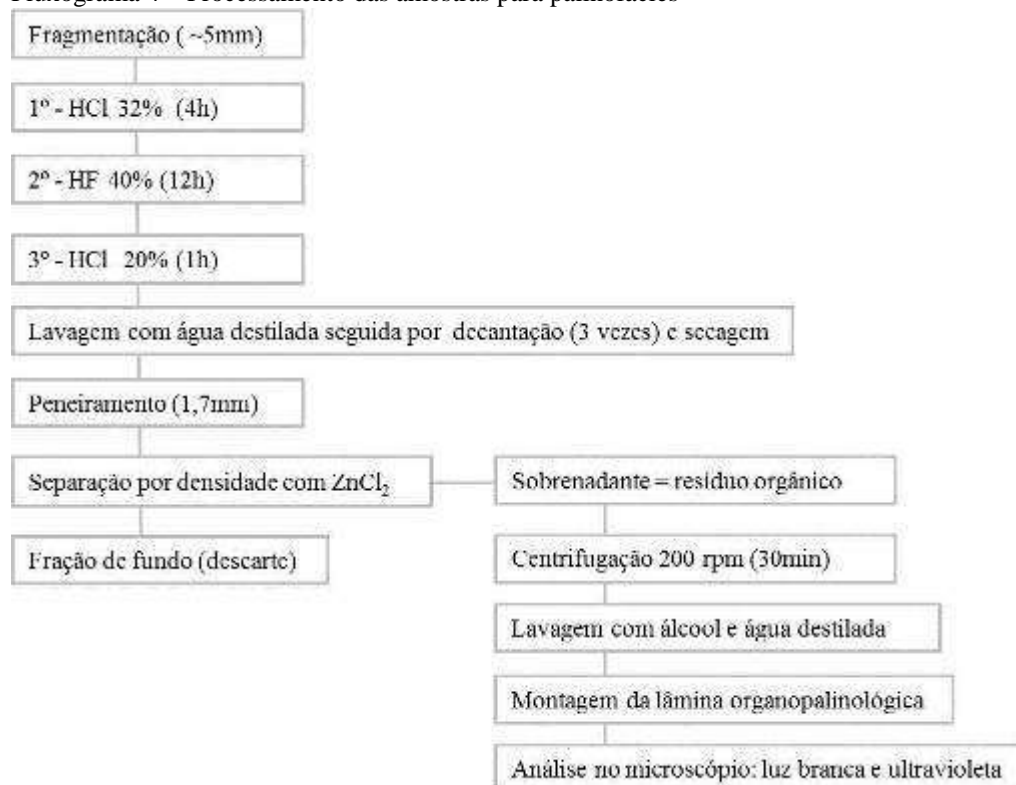 Fluxograma 4 – Processamento das amostras para palinofácies
Fragmentação ( ~5mm)
1º - HCl 32% (4h)
2º - HF 40% (12h)
3º - HCl 20% (1h)
Lavagem com água destilada seguida por decantação (3 vezes) e secagem
Peneiramento (1,7mm)
Separação por densidade com ZnCl₂
Fração de fundo (descarte)
Sobrenadante = resíduo orgânico
Centrifugação 200 rpm (30min)
Lavagem com álcool e água destilada
Montagem da lâmina organopalinológica
Análise no microscópio: luz branca e ultravioleta